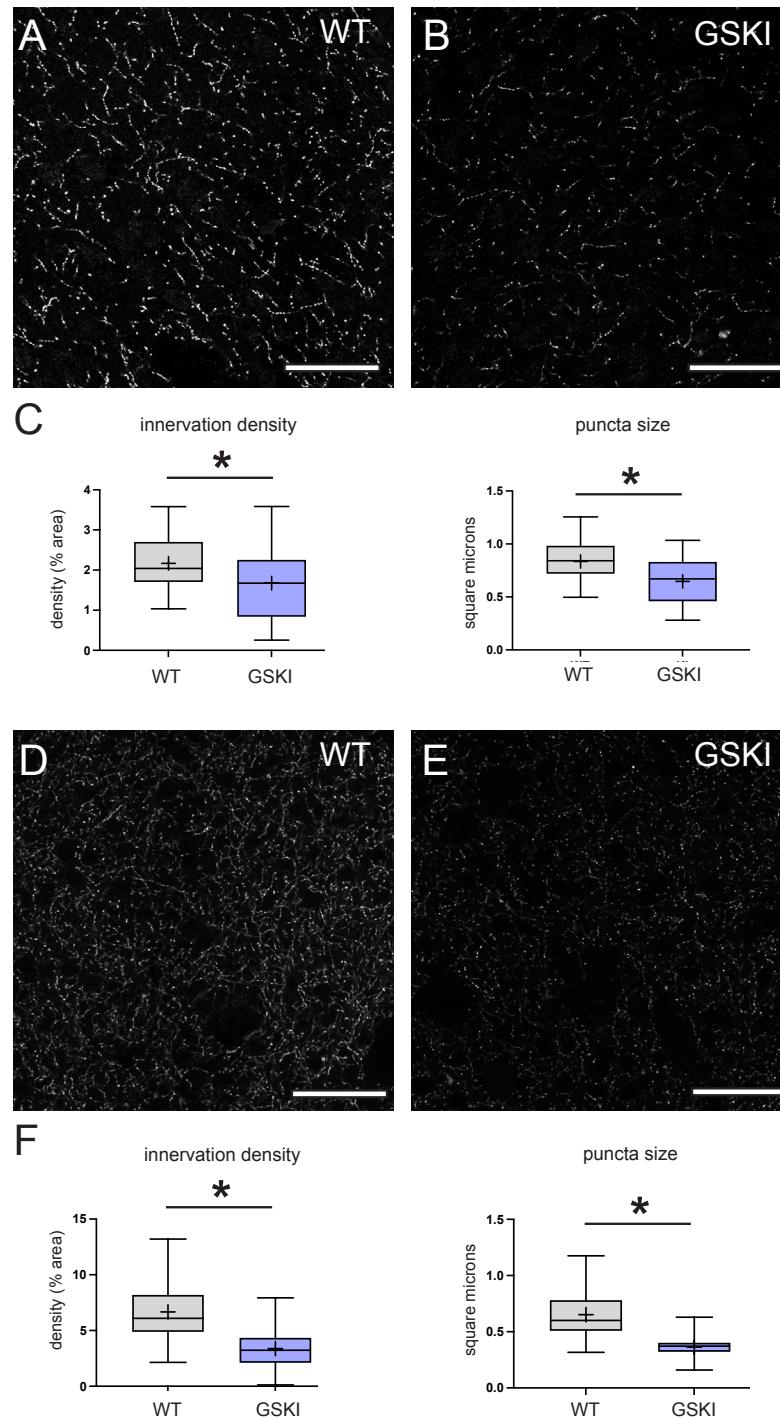 A WT
B GSKI
C
innervation density
*
density (% area)
4
3
2
1
0
WT GSKI
puncta size
*
square microns
1.5
1.0
0.5
0.0
WT GSKI
D WT
E GSKI
F
innervation density
*
density (% area)
15
10
5
0
WT GSKI
puncta size
*
square microns
1.5
1.0
0.5
0.0
WT GSKI